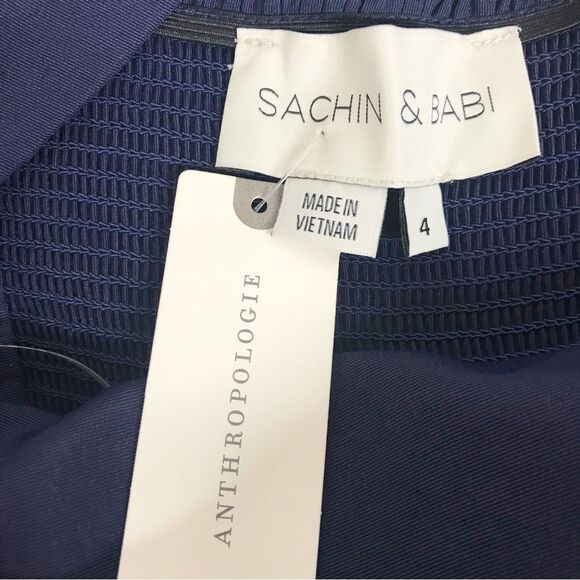 SACHIN & BABI
MADE IN
VIETNAM
4
ANTHROPOLOGIE